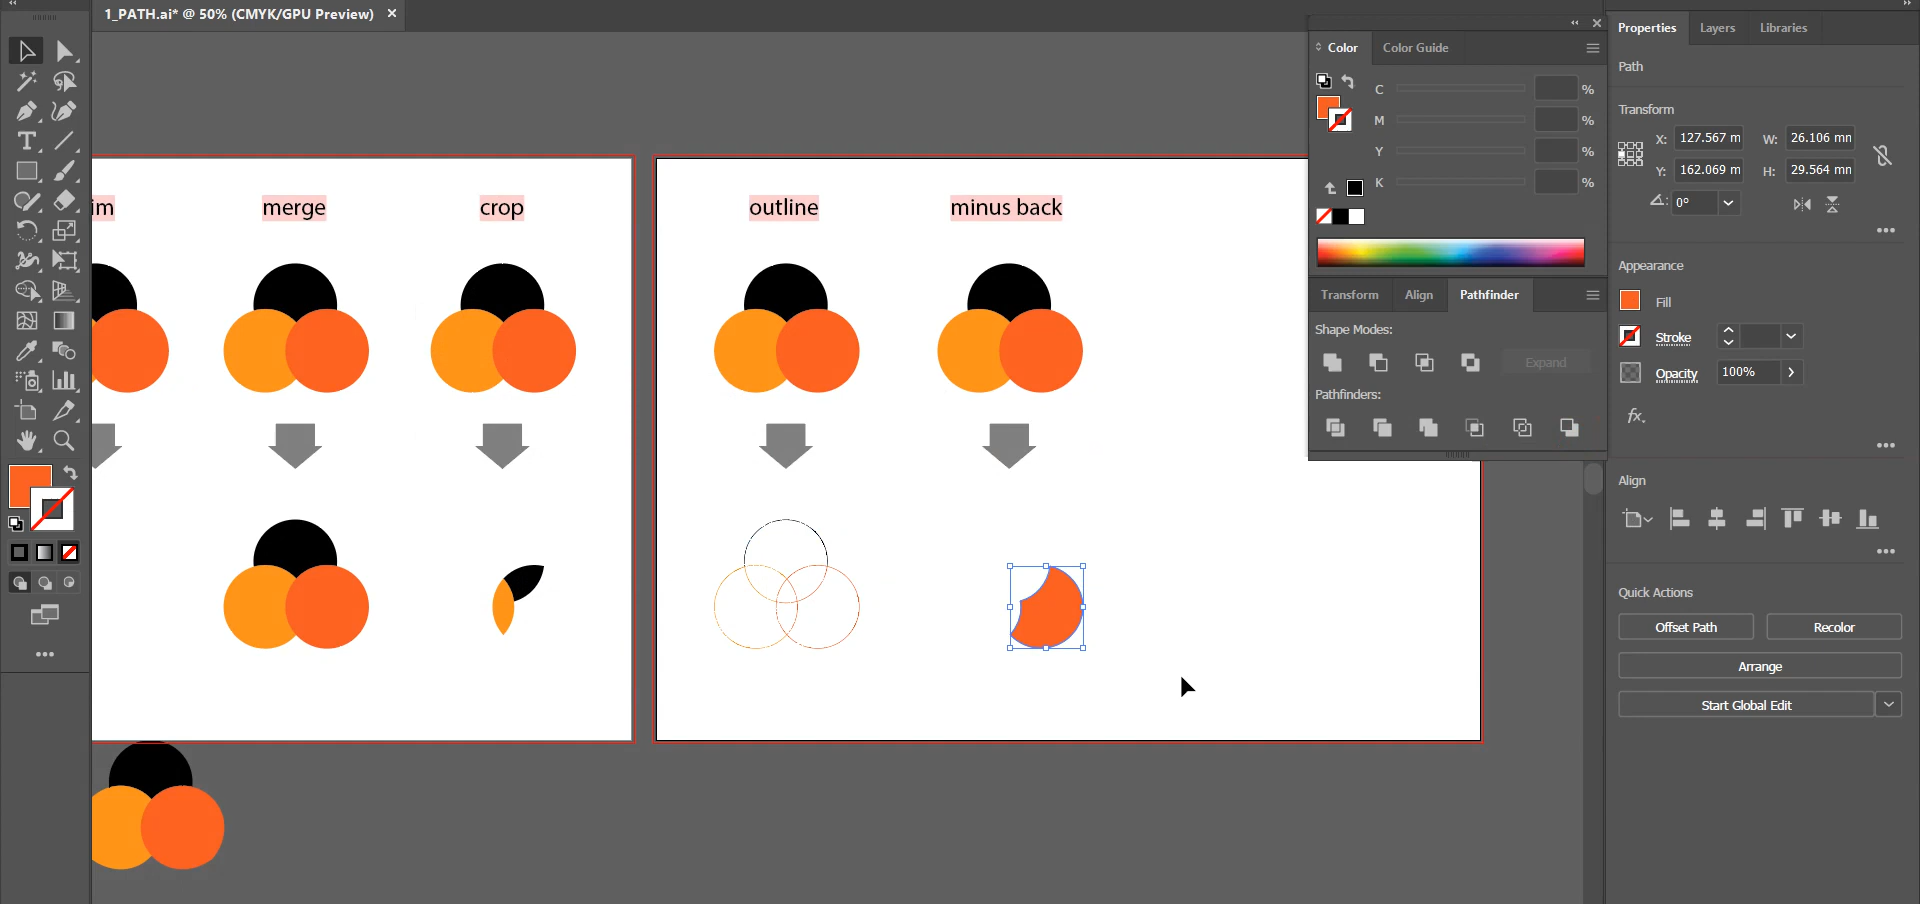 1_PATH.ai* @ 50% (CMYK/GPU Preview)
im
merge
crop
outline
minus back
Color
Color Guide
C
%
M
%
Y
%
K
%
Transform
Align
Pathfinder
Shape Modes:
Expand
Pathfinders:
Properties
Layers
Libraries
Path
Transform
X: 127.567 m
W: 26.106 mn
Y: 162.069 m
H: 29.564 mn
0°
Appearance
Fill
Stroke
Opacity
100%
fx.
Align
Quick Actions
Offset Path
Recolor
Arrange
Start Global Edit